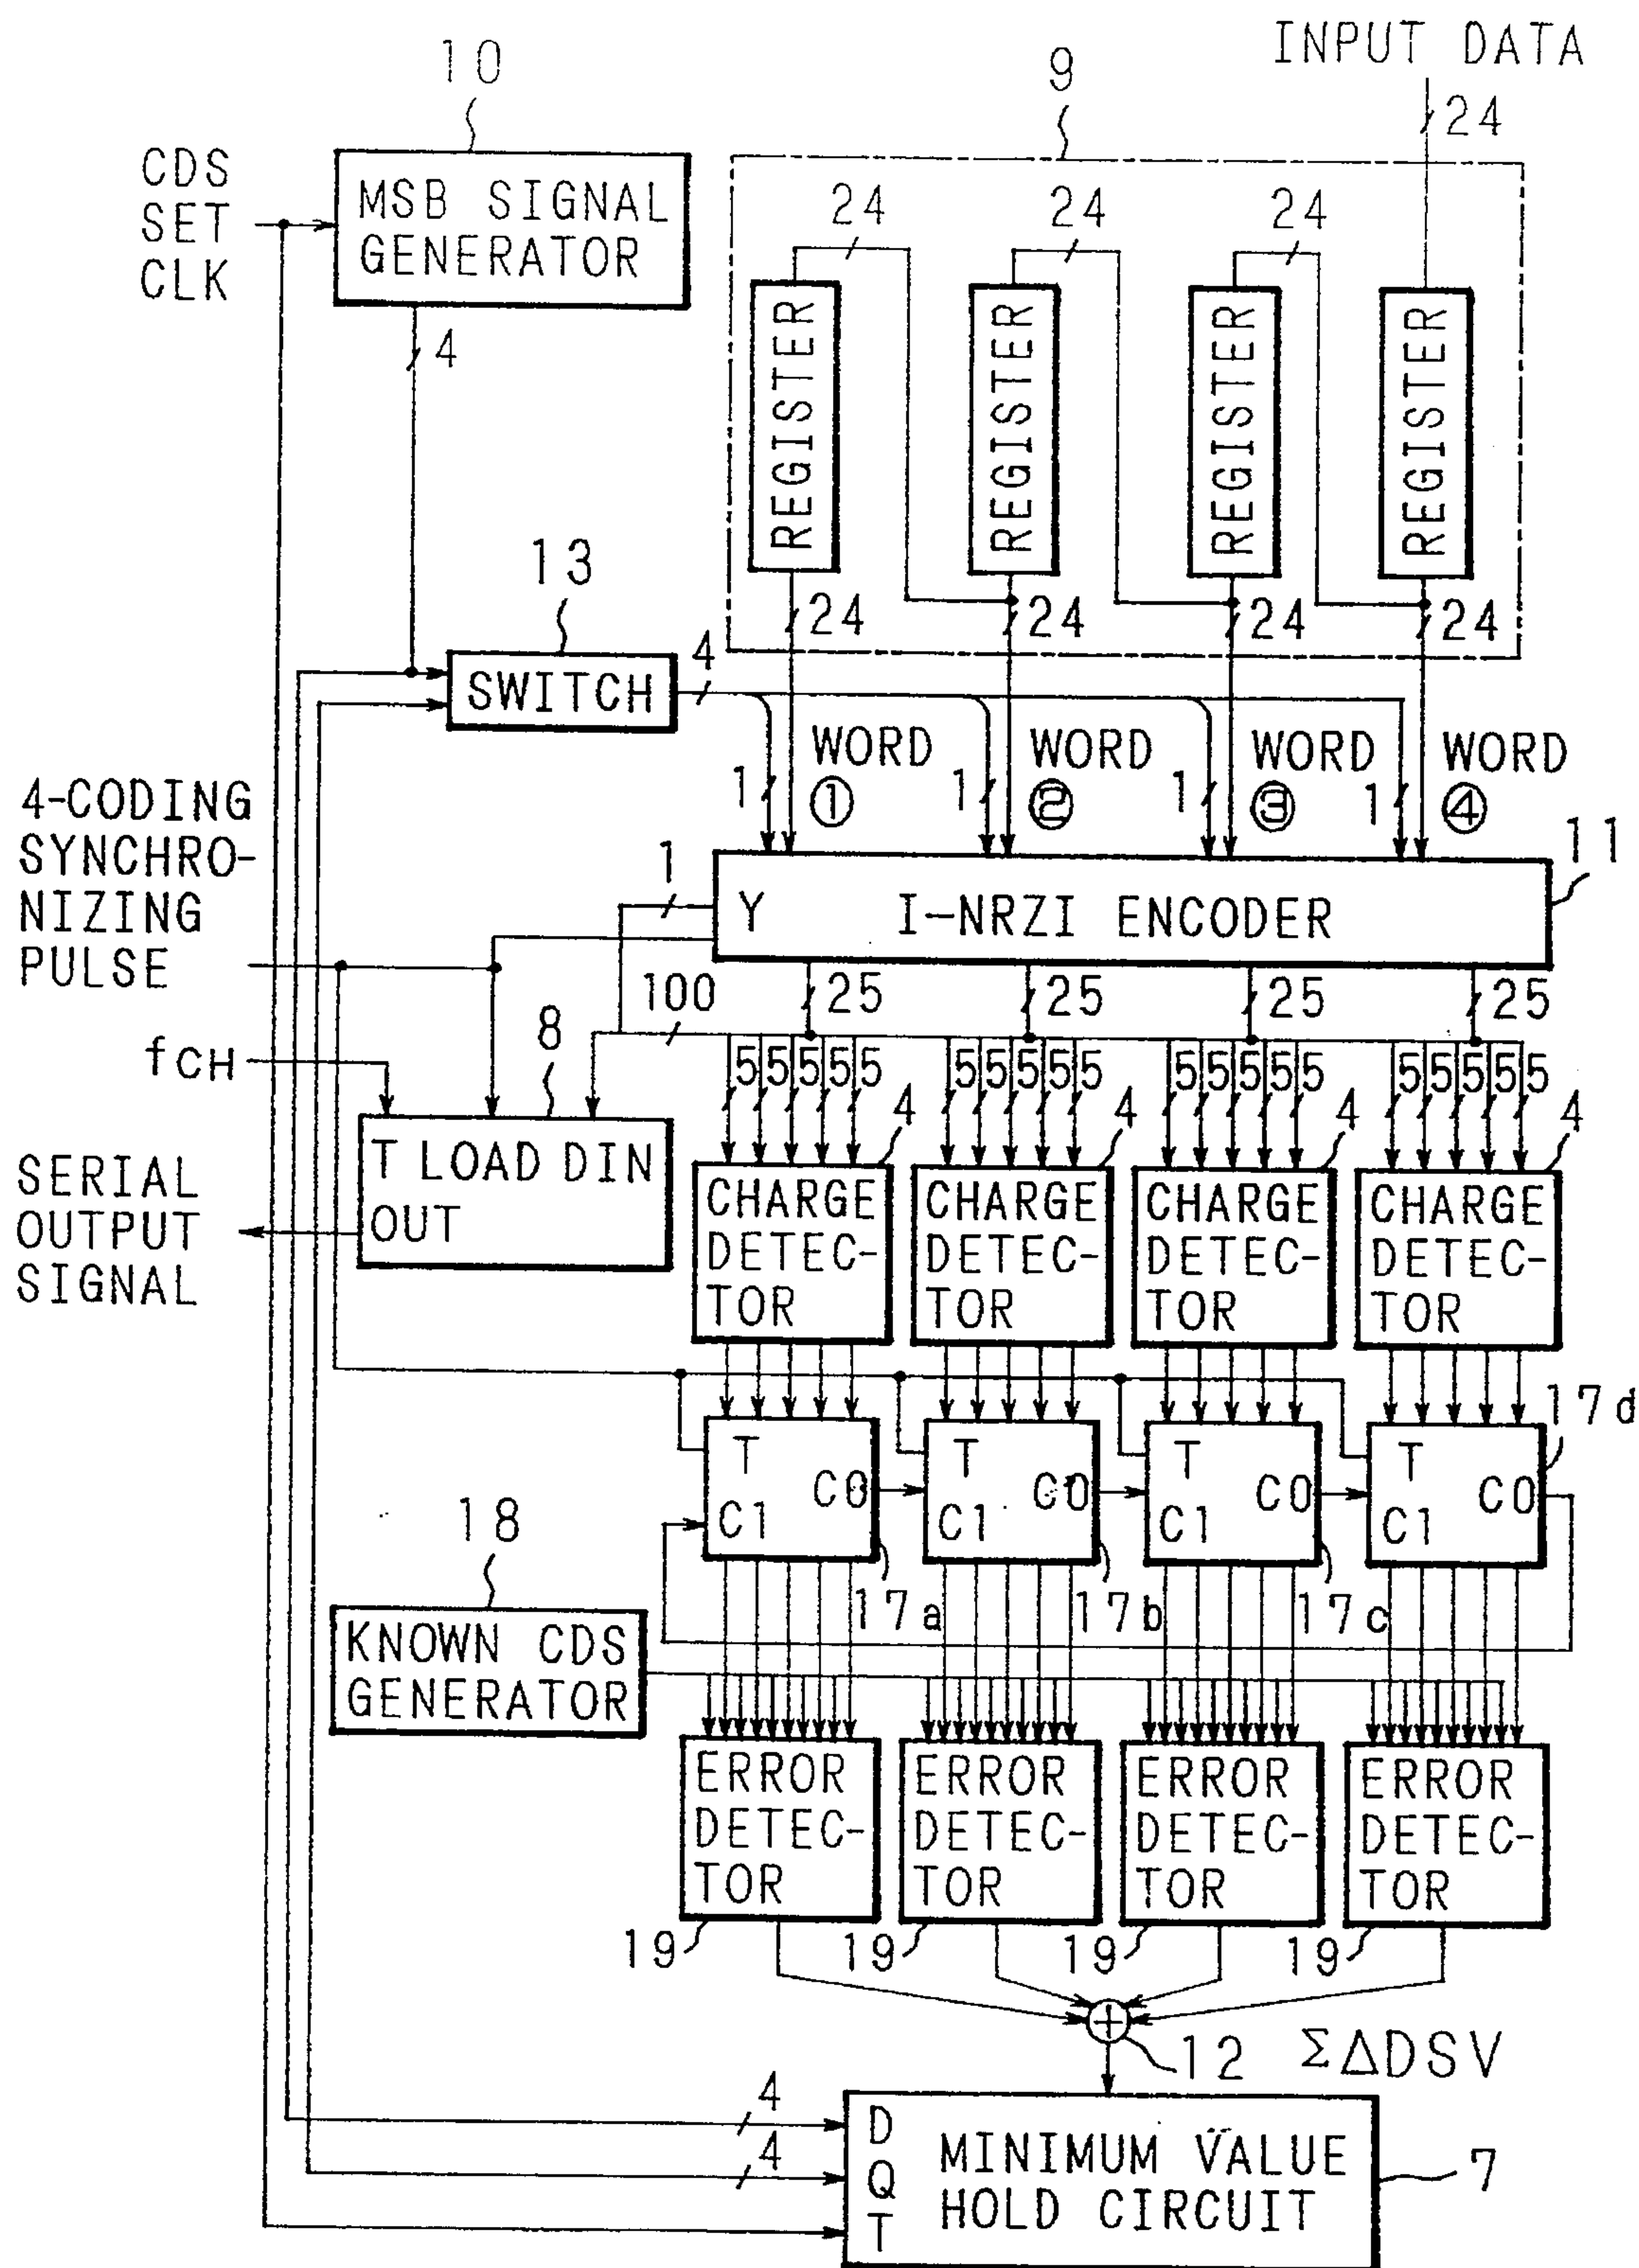 INPUT DATA
24
10
9
CDS
SET
CLK
MSB SIGNAL
GENERATOR
24
24
24
4
REGISTER
REGISTER
REGISTER
REGISTER
13
24
24
24
24
SWITCH
4
WORD
①
WORD
②
WORD
③
WORD
④
1
1
1
1
4-CODING
SYNCHRO-
NIZING
PULSE
11
1
Y
I-NRZI ENCODER
25
25
25
25
100
fCH
8
5 5 5 5 5
5 5 5 5 5
5 5 5 5 5
5 5 5 5 5
4
4
4
4
T LOAD DIN
OUT
SERIAL
OUTPUT
SIGNAL
CHARGE
DETEC-
TOR
CHARGE
DETEC-
TOR
CHARGE
DETEC-
TOR
CHARGE
DETEC-
TOR
T
C1
CO
T
C1
CO
T
C1
CO
T
C1
CO
17a
17b
17c
17d
18
KNOWN CDS
GENERATOR
ERROR
DETEC-
TOR
ERROR
DETEC-
TOR
ERROR
DETEC-
TOR
ERROR
DETEC-
TOR
19
19
19
19
12
ΣΔDSV
4
4
D
Q
T
MINIMUM VALUE
HOLD CIRCUIT
7